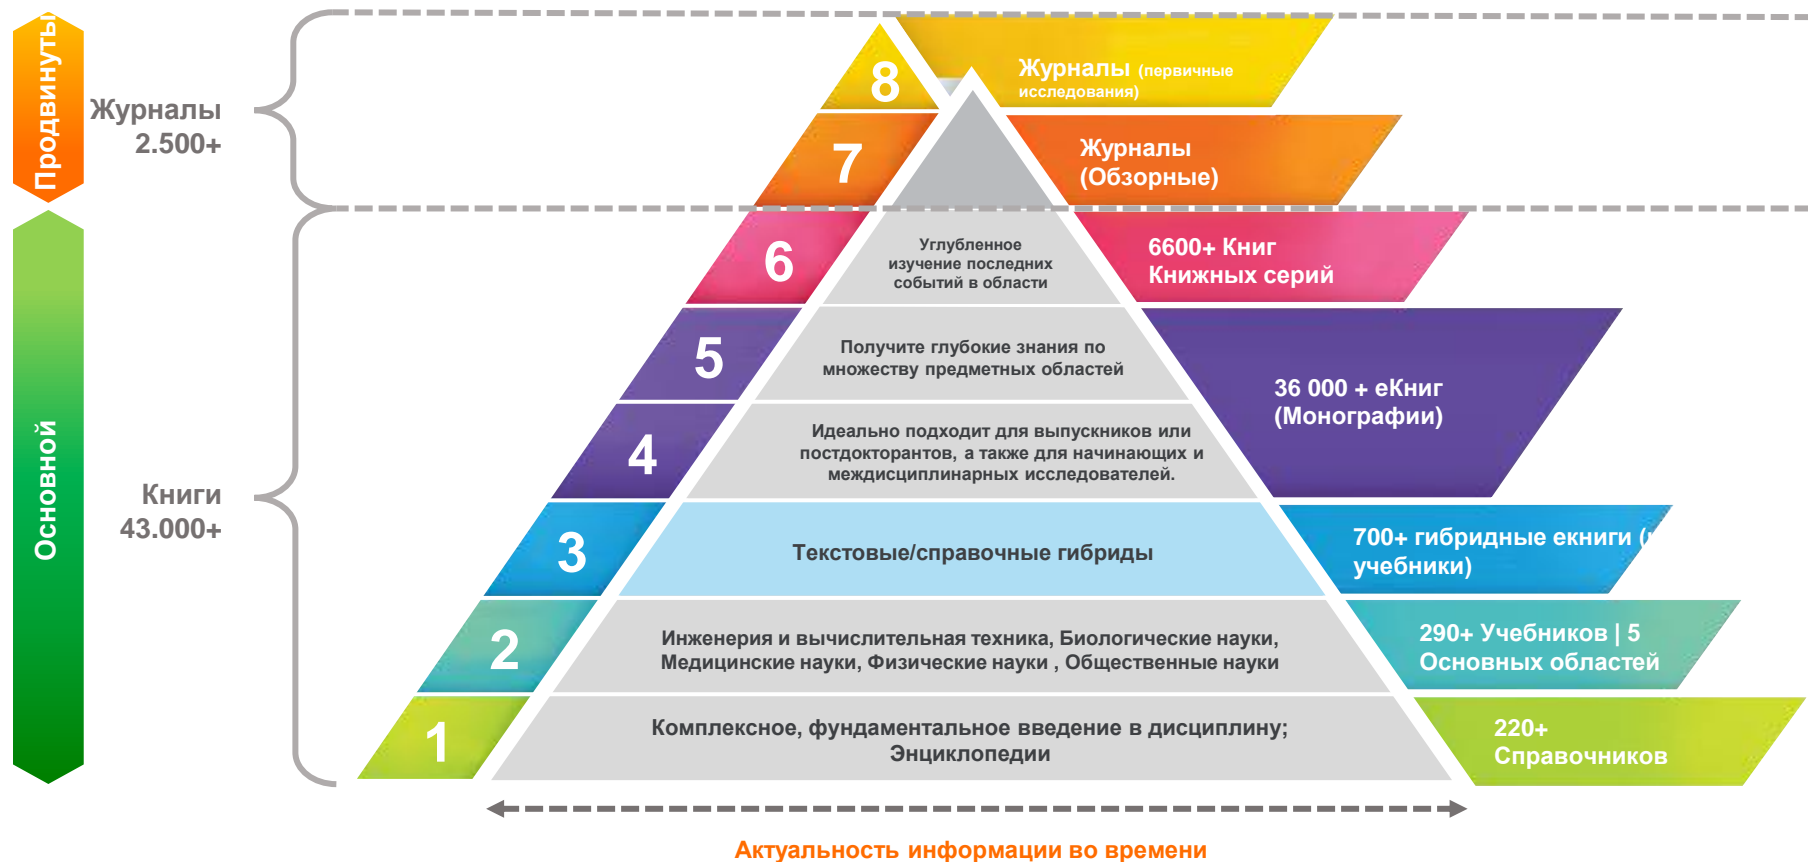 Продвинуты
Журналы
2.500+
8
Журналы (первичные
исследования)
7
Журналы
(Обзорные)
6
Углубленное
изучение последних
событий в области
6600+ Книг
Книжных серий
5
Получите глубокие знания по
множеству предметных областей
36 000 + еКниг
(Монографии)
4
Идеально подходит для выпускников или
постдокторантов, а также для начинающих и
междисциплинарных исследователей.
Основной
Книги
43.000+
3
Текстовые/справочные гибриды
700+ гибридные екниги (
учебники)
2
Инженерия и вычислительная техника, Биологические науки,
Медицинские науки, Физические науки , Общественные науки
290+ Учебников | 5
Основных областей
1
Комплексное, фундаментальное введение в дисциплину;
Энциклопедии
220+
Справочников
Актуальность информации во времени